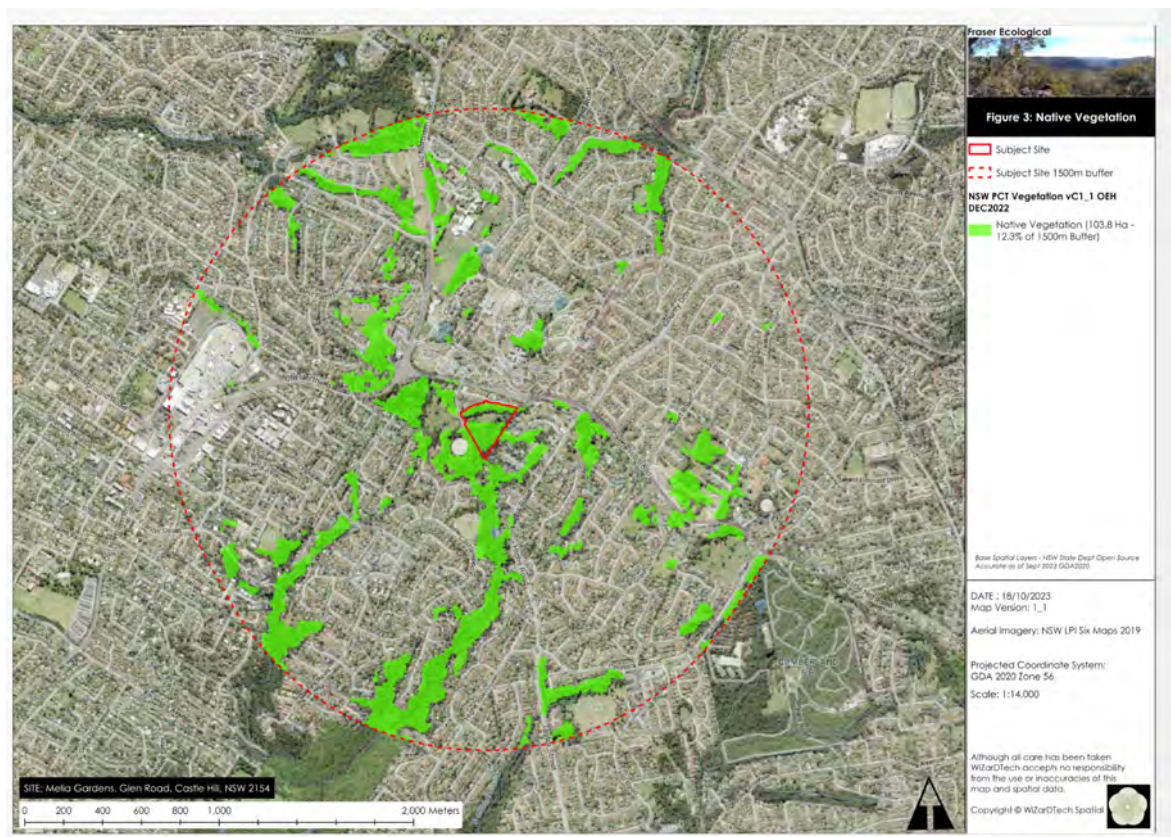 Fraser Ecological
Figure 3: Native Vegetation
Subject Site
Subject Site 1500m buffer
NSW PCT Vegetation vC1_1 OEH
DEC2022
Native Vegetation (103.8 Ha -
12.3% of 1500m Buffer)
Base Spatial Layers - NSW State Dept Open Source
Accurate as of Sept 2023 GDA2020.
DATE : 18/10/2023
Map Version: 1_1
Aerial Imagery: NSW LPI Six Maps 2019
Projected Coordinate System:
GDA 2020 Zone 56
Scale: 1:14,000
Although all care has been taken
WiZarDTech accepts no responsibility
from the use or inaccuracies of this
map and spatial data.
Copyright © WiZarDTech Spatial
SITE: Melia Gardens, Glen Road, Castle Hill, NSW 2154
0 200 400 600 800 1,000 2,000 Meters